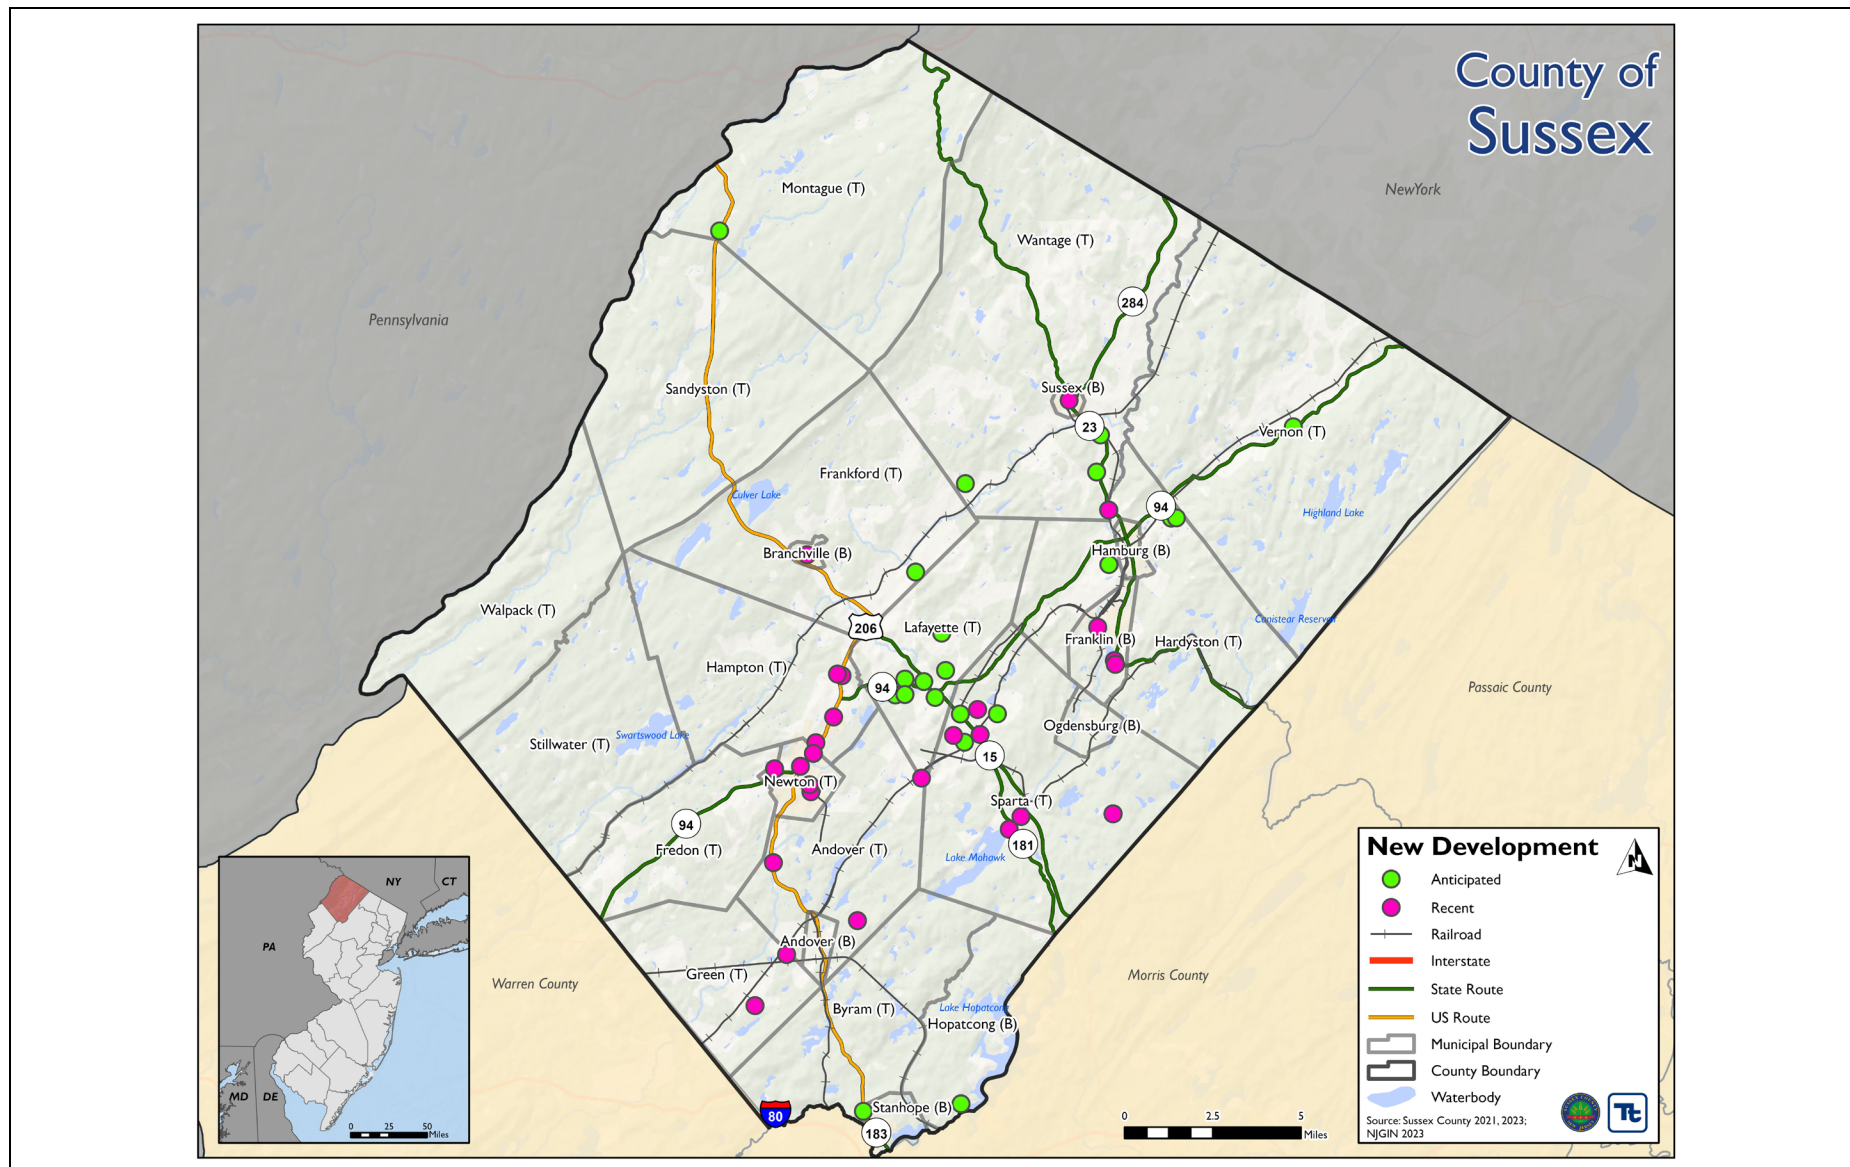 County of
Sussex
NewYork
Montague (T)
Wantage (T)
284
Pennsylvania
Sandyston (T)
Sussex (B)
23
Vernon (T)
Frankford (T)
Culver Lake
94
Highland Lake
Branchville (B)
Hamburg (B)
Walpack (T)
Canistear Reservoir
206
Lafayette (T)
Franklin (B)
Hardyston (T)
Hampton (T)
94
Passaic County
Ogdensburg (B)
Swartswood Lake
Stillwater (T)
15
Newton (T)
Sparta (T)
94
181
Fredon (T)
Andover (T)
Lake Mohawk
Andover (B)
Green (T)
Warren County
Morris County
Byram (T)
Lake Hopatcong
Hopatcong (B)
Stanhope (B)
80
183
0 2.5 5
Miles
NY
CT
PA
MD
DE
0 25 50
Miles
New Development
N
Anticipated
Recent
Railroad
Interstate
State Route
US Route
Municipal Boundary
County Boundary
Waterbody
Source: Sussex County 2021, 2023;
NJGIN 2023
Tt